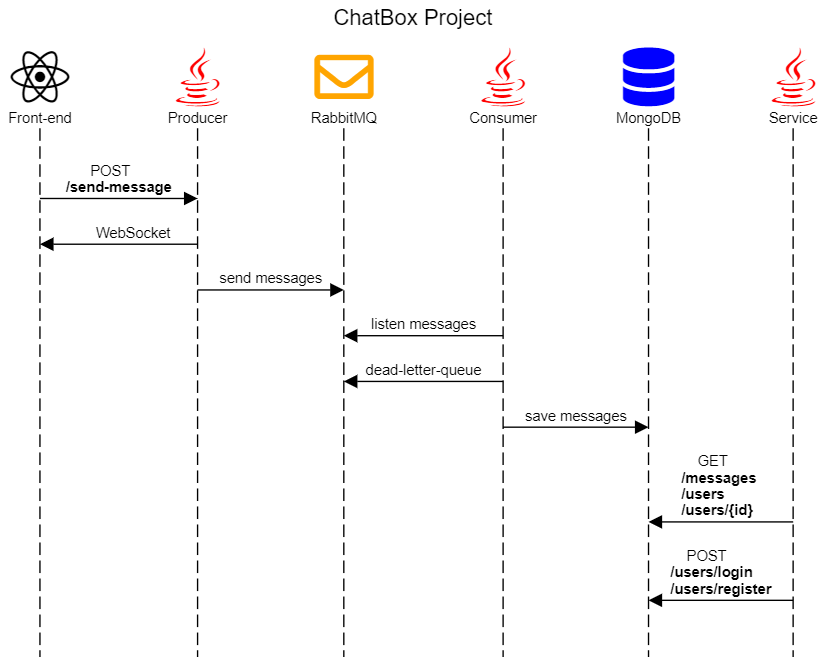 ChatBox Project
Front-end
Producer
RabbitMQ
Consumer
MongoDB
Service
POST
/send-message
WebSocket
send messages
listen messages
dead-letter-queue
save messages
GET
/messages
/users
/users/{id}
POST
/users/login
/users/register